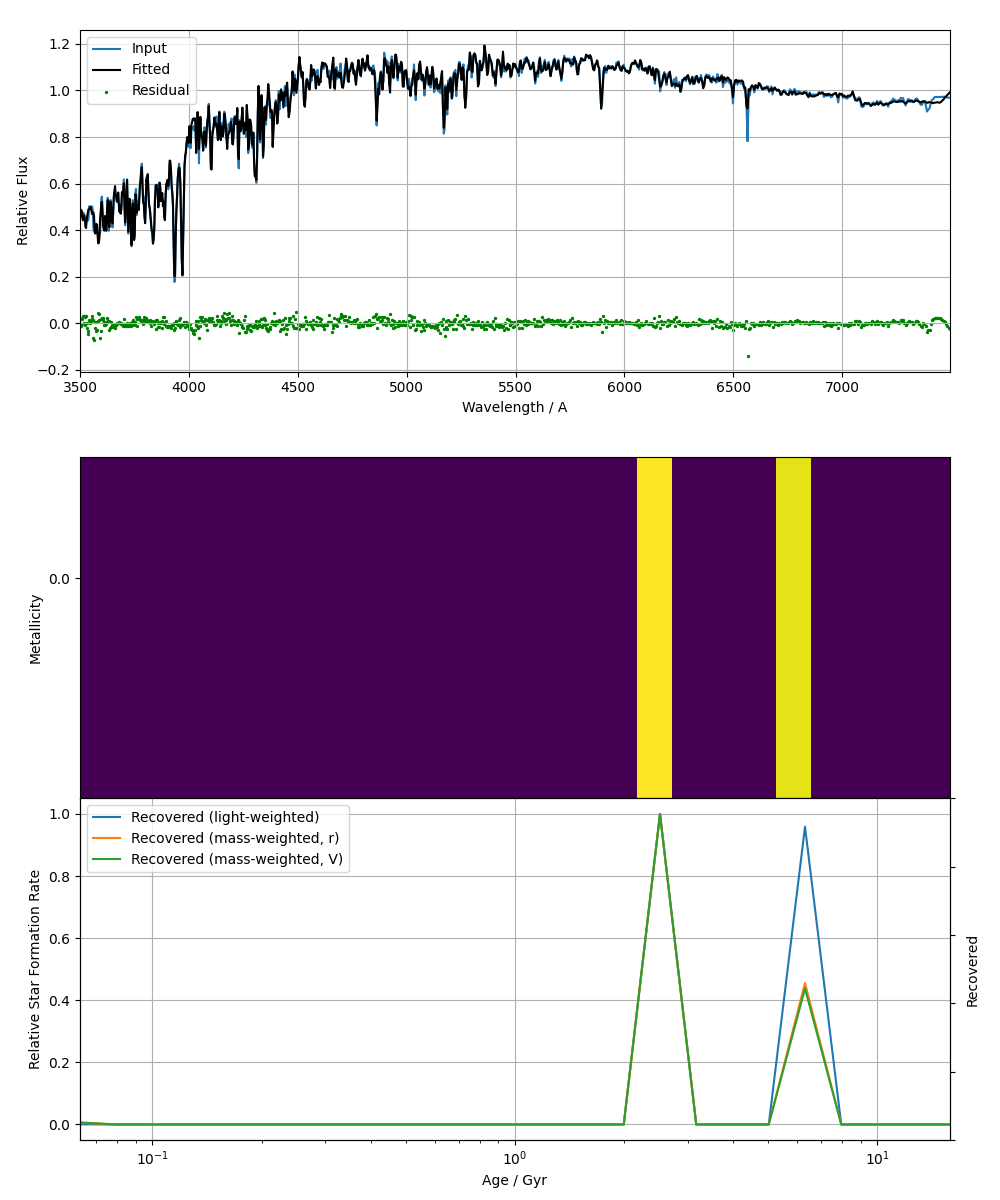 1.2
1.0
0.8
0.6
0.4
0.2
0.0
−0.2
Relative Flux
Input
Fitted
Residual
3500 4000 4500 5000 5500 6000 6500 7000
Wavelength / A
0.0
Metallicity
1.0
0.8
0.6
0.4
0.2
0.0
Relative Star Formation Rate
Recovered (light-weighted)
Recovered (mass-weighted, r)
Recovered (mass-weighted, V)
Recovered
10⁻¹ 10⁰ 10¹
Age / Gyr